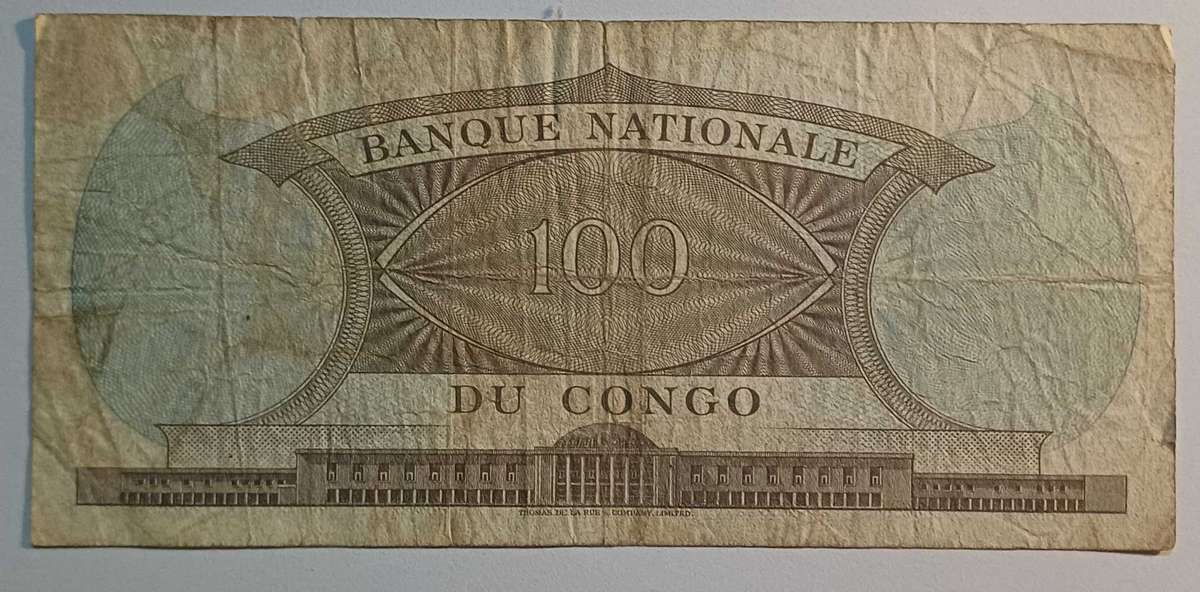 BANQUE NATIONALE
100
DU CONGO
THOMAS DE LA RUE & COMPANY, LIMITED.